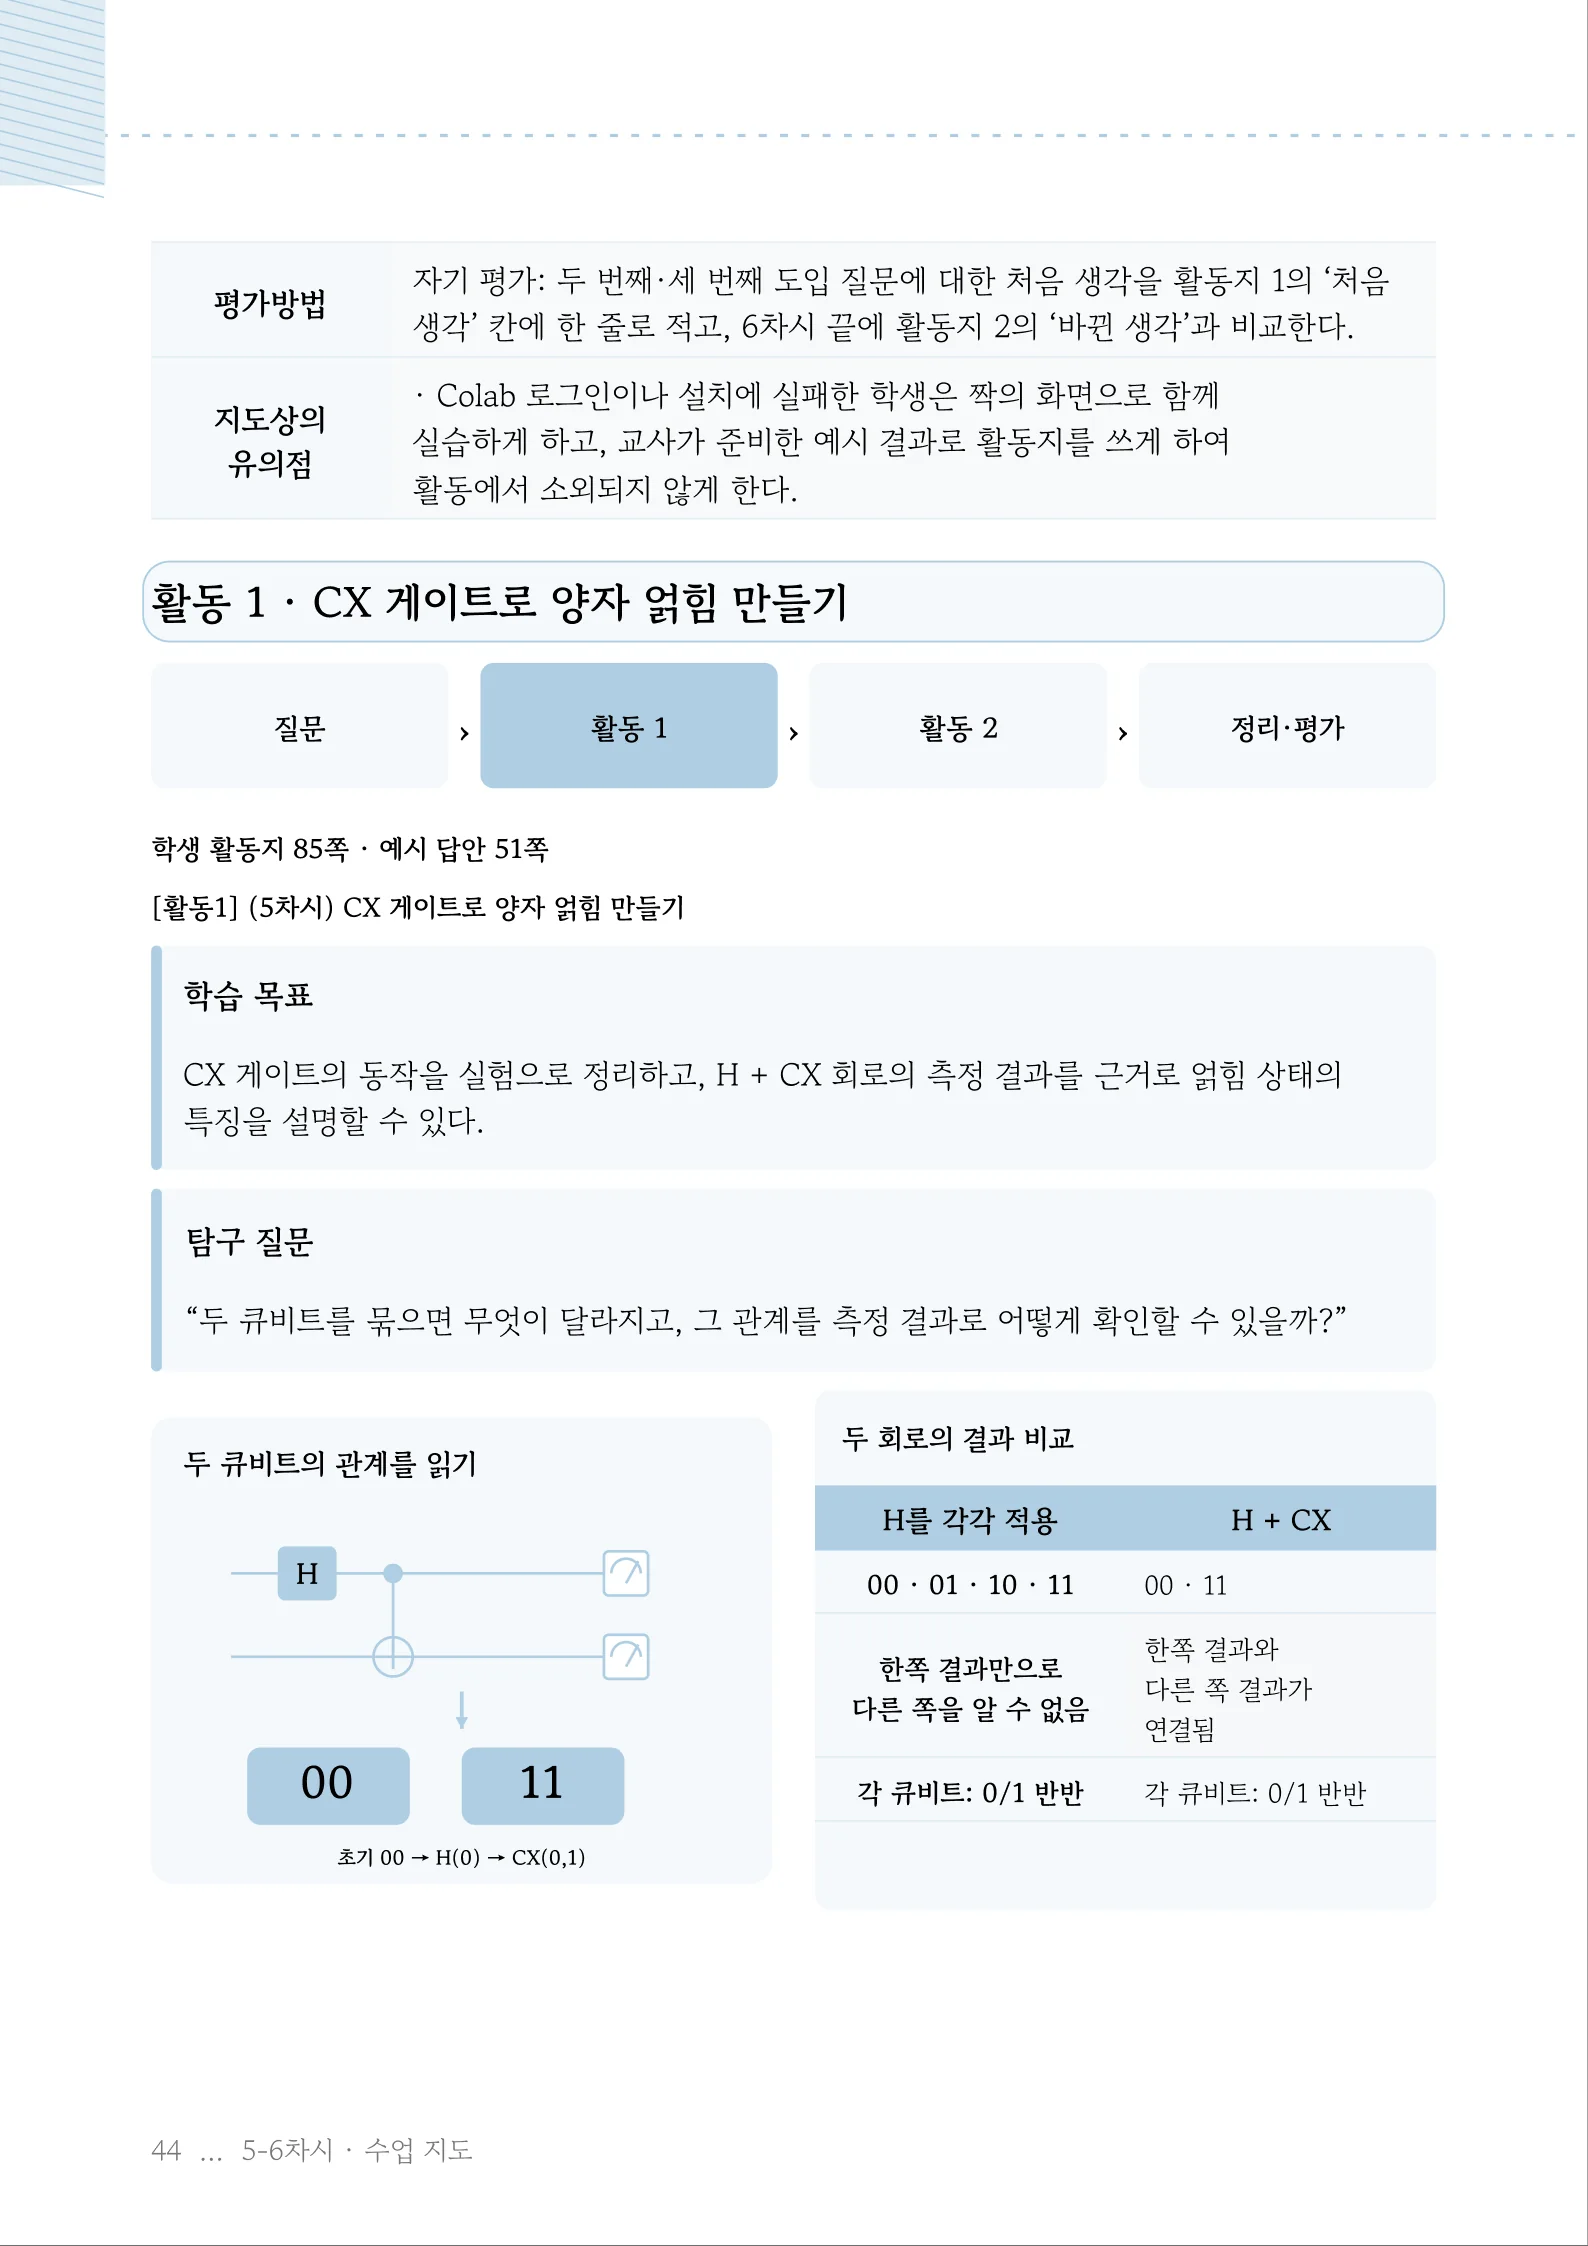 평가방법
자기 평가: 두 번째·세 번째 도입 질문에 대한 처음 생각을 활동지 1의 ‘처음
생각’ 칸에 한 줄로 적고, 6차시 끝에 활동지 2의 ‘바뀐 생각’과 비교한다.
지도상의
유의점
· Colab 로그인이나 설치에 실패한 학생은 짝의 화면으로 함께
실습하게 하고, 교사가 준비한 예시 결과로 활동지를 쓰게 하여
활동에서 소외되지 않게 한다.
활동 1 · CX 게이트로 양자 얽힘 만들기
질문 › 활동 1 › 활동 2 › 정리·평가
학생 활동지 85쪽 · 예시 답안 51쪽
[활동1] (5차시) CX 게이트로 양자 얽힘 만들기
학습 목표
CX 게이트의 동작을 실험으로 정리하고, H + CX 회로의 측정 결과를 근거로 얽힘 상태의
특징을 설명할 수 있다.
탐구 질문
“두 큐비트를 묶으면 무엇이 달라지고, 그 관계를 측정 결과로 어떻게 확인할 수 있을까?”
두 큐비트의 관계를 읽기
H
00 11
초기 00 → H(0) → CX(0,1)
두 회로의 결과 비교
H를 각각 적용 H + CX
00 · 01 · 10 · 11 00 · 11
한쪽 결과만으로
다른 쪽을 알 수 없음
한쪽 결과와
다른 쪽 결과가
연결됨
각 큐비트: 0/1 반반 각 큐비트: 0/1 반반
44 ... 5-6차시 · 수업 지도